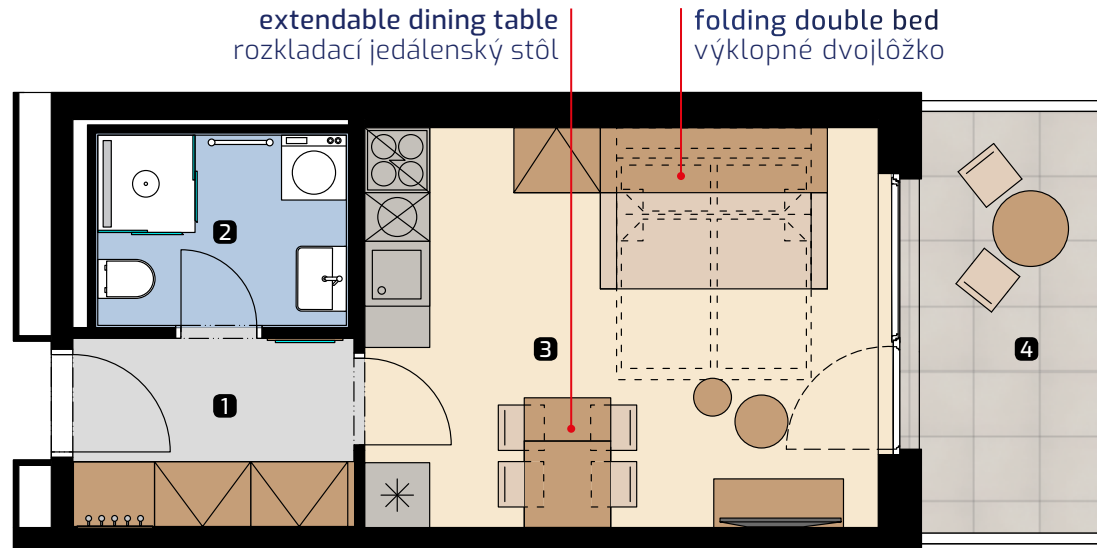 extendable dining table
rozkladací jedálenský stôl
folding double bed
výklopné dvojlôžko
2
3
4
1